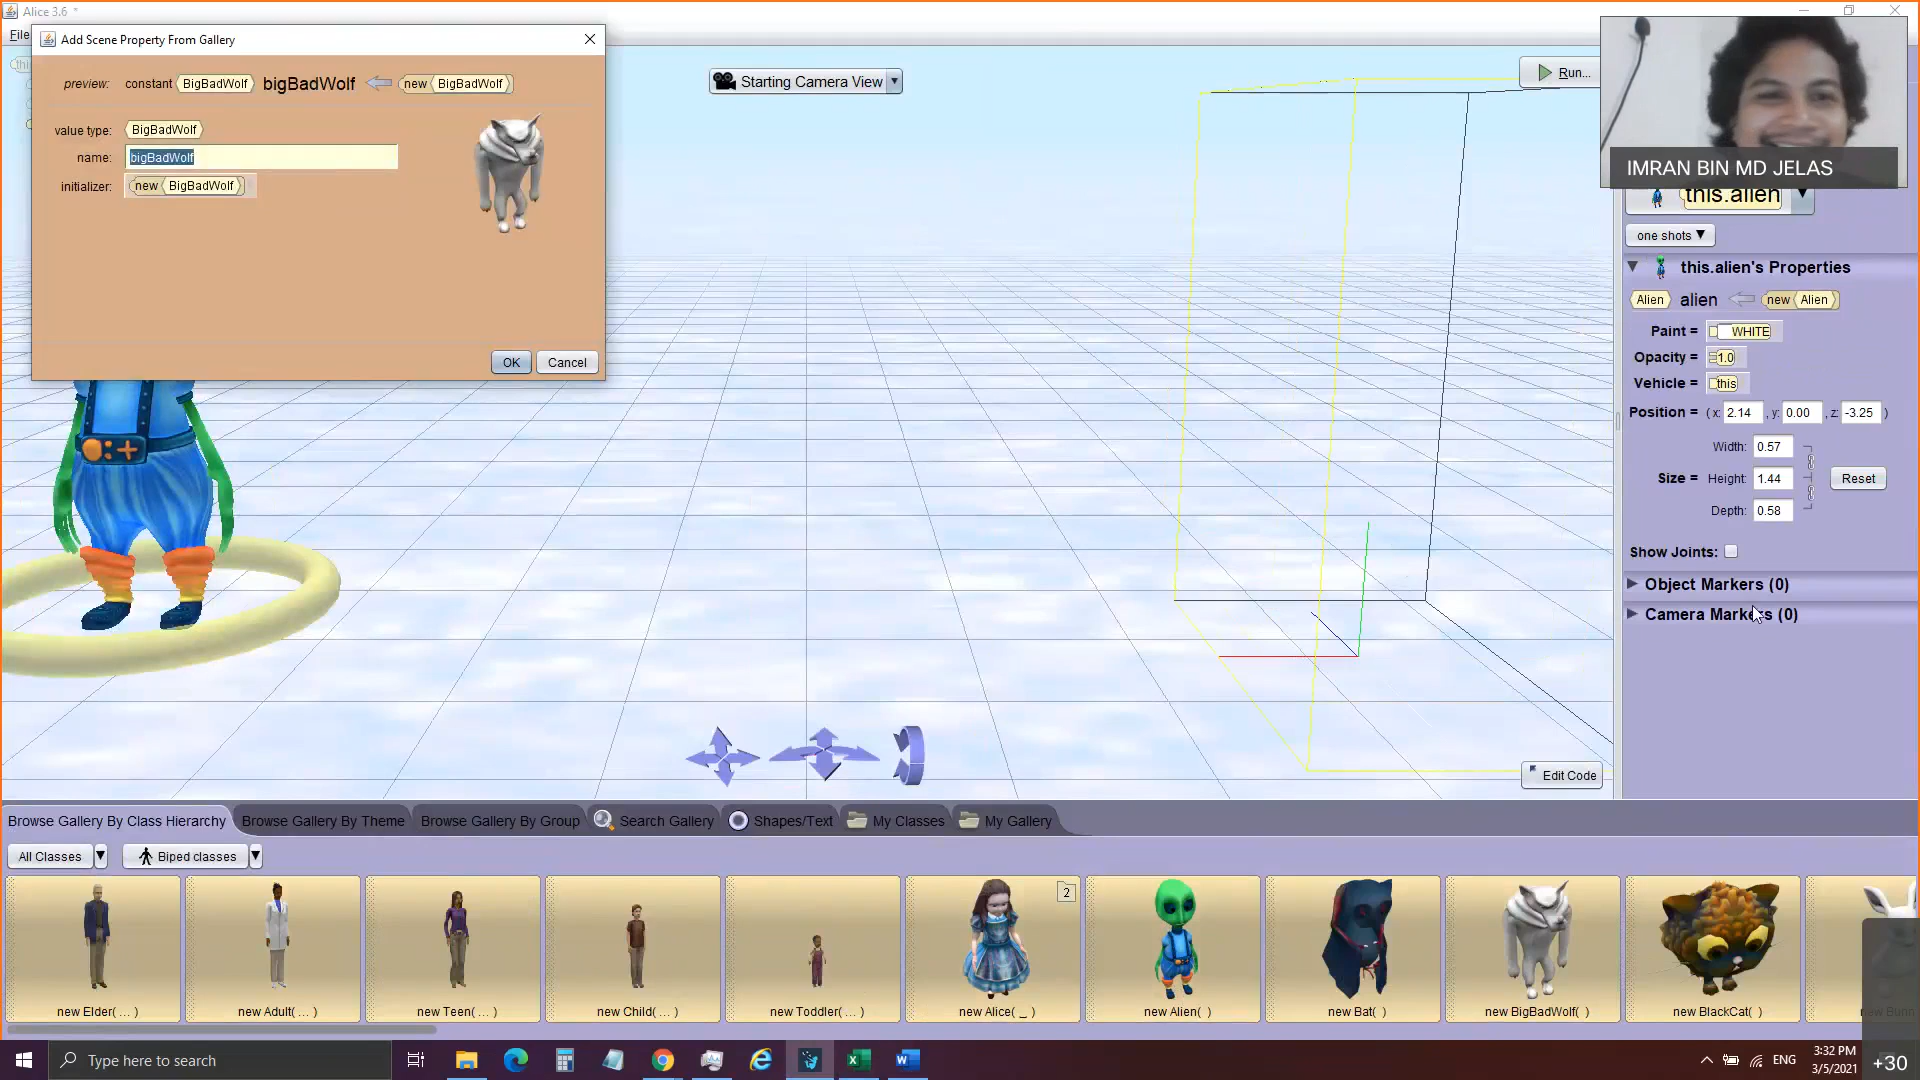 Alice 3.6 *
File
Add Scene Property From Gallery
preview: constant BigBadWolf bigBadWolf new BigBadWolf
value type: BigBadWolf
name: bigBadWolf
initializer: new BigBadWolf
OK Cancel
Starting Camera View
Run...
IMRAN BIN MD JELAS
this.alien
one shots
this.alien's Properties
Alien alien new Alien
Paint = WHITE
Opacity = 1.0
Vehicle = this
Position = ( x: 2.14 , y: 0.00 , z: -3.25 )
Width: 0.57
Size = Height: 1.44 Reset
Depth: 0.58
Show Joints:
Object Markers (0)
Camera Markers (0)
Edit Code
Browse Gallery By Class Hierarchy Browse Gallery By Theme Browse Gallery By Group Search Gallery Shapes/Text My Classes My Gallery
All Classes Biped classes
2
new Elder( ... ) new Adult( ... ) new Teen( ... ) new Child( ... ) new Toddler( ... ) new Alice( _ ) new Alien( ) new Bat( ) new BigBadWolf( ) new BlackCat( )
Type here to search
ENG
3:32 PM
3/5/2021
+30